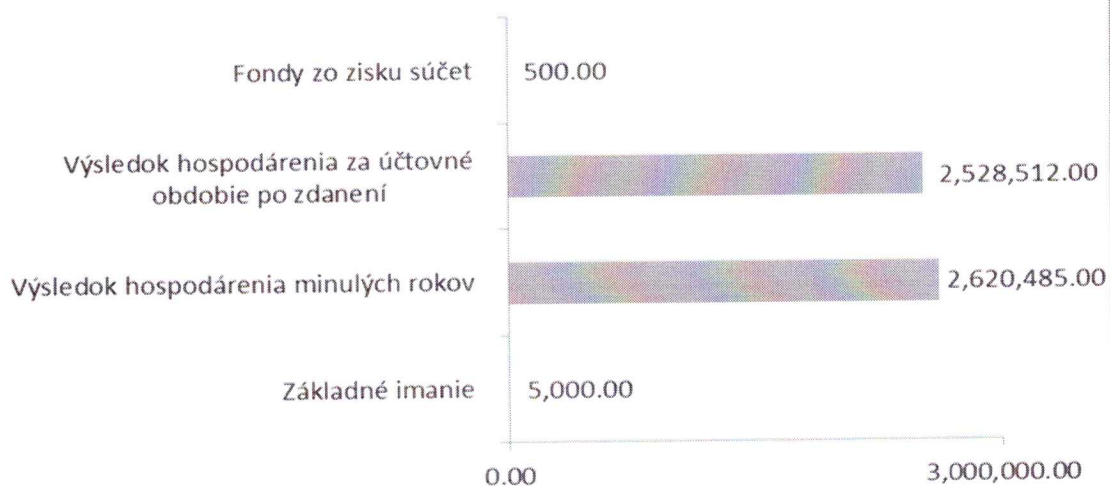 Fondy zo zisku súčet 500.00
Výsledok hospodárenia za účtovné
obdobie po zdanení 2,528,512.00
Výsledok hospodárenia minulých rokov 2,620,485.00
Základné imanie 5,000.00
0.00 3,000,000.00